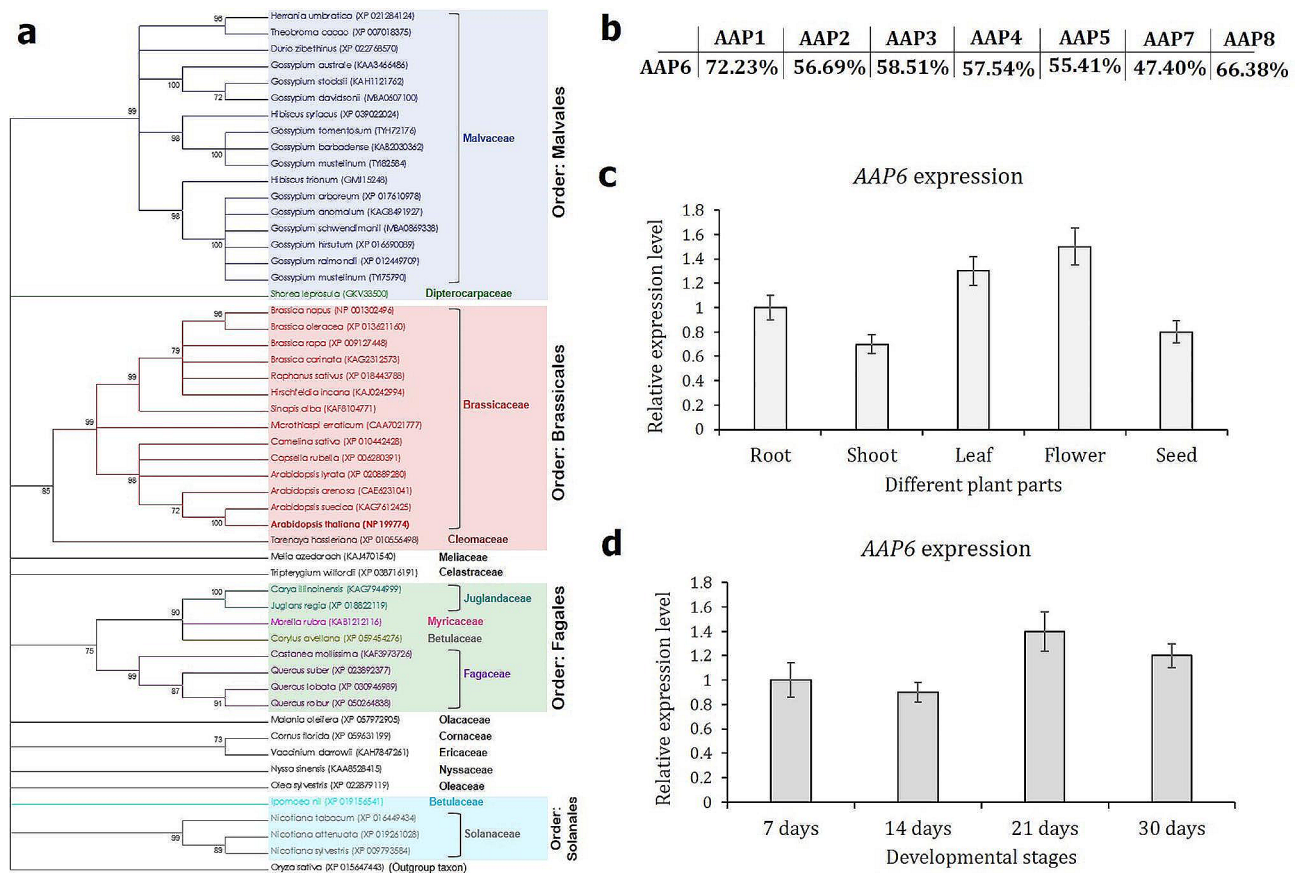 a
Herrania umbratica (XP 021284124)
Theobroma cacao (XP 007018375)
Durio zibethinus (XP 022768570)
Gossypium australe (KAA3466486)
Gossypium stocksii (KAH1121762)
Gossypium davidsonii (MBA0607100)
Hibiscus syriacus (XP 039022024)
Gossypium tomentosum (TYH72176)
Gossypium barbadense (KAB2030362)
Gossypium mustelinum (TYI82584)
Hibiscus trionum (GMI15248)
Gossypium arboreum (XP 017610978)
Gossypium anomalum (KAG8491927)
Gossypium schwendimanii (MBA0869338)
Gossypium hirsutum (XP 016690089)
Gossypium raimondii (XP 012449709)
Gossypium mustelinum (TYI75790)
Malvaceae
Order: Malvales
Shorea leprosula (GKV33500) Dipterocarpaceae
Brassica napus (NP 001302496)
Brassica oleracea (XP 013621160)
Brassica rapa (XP 009127448)
Brassica carinata (KAG2312573)
Raphanus sativus (XP 018443788)
Hirschfeldia incana (KAJ0242994)
Sinapis alba (KAF8104771)
Microthlaspi erraticum (CAA7021777)
Camelina sativa (XP 010442428)
Capsella rubella (XP 006280391)
Arabidopsis lyrata (XP 020889280)
Arabidopsis arenosa (CAE6231041)
Arabidopsis suecica (KAG7612425)
Arabidopsis thaliana (NP 199774)
Brassicaceae
Order: Brassicales
Tarenaya hassleriana (XP 010556498) Cleomaceae
Melia azedarach (KAJ4701540) Meliaceae
Tripterygium wilfordii (XP 038716191) Celastraceae
Carya illinoinensis (KAG7944999)
Juglans regia (XP 018822119)
Juglandaceae
Morella rubra (KAB1212116) Myricaceae
Corylus avellana (XP 059454276) Betulaceae
Castanea mollissima (KAF3973726)
Quercus suber (XP 023892377)
Quercus lobata (XP 030946989)
Quercus robur (XP 050264838)
Fagaceae
Order: Fagales
Malania oleifera (XP 057972905) Olacaceae
Cornus florida (XP 059631199) Cornaceae
Vaccinium darrowii (KAH7847261) Ericaceae
Nyssa sinensis (KAA8528415) Nyssaceae
Olea sylvestris (XP 022879119) Oleaceae
Ipomoea nil (XP 019156541) Betulaceae
Nicotiana tabacum (XP 016449434)
Nicotiana attenuata (XP 019261028)
Nicotiana sylvestris (XP 009793584)
Solanaceae
Order:
Solanales
Oryza sativa (XP 015647443) (Outgroup taxon)
96
99
100
72
98
100
98
100
96
79
99
99
98
85
72
100
100
90
75
99
87
91
73
99
89
b
AAP1 AAP2 AAP3 AAP4 AAP5 AAP7 AAP8
AAP6 72.23% 56.69% 58.51% 57.54% 55.41% 47.40% 66.38%
c
AAP6 expression
Relative expression level
1.8
1.6
1.4
1.2
1
0.8
0.6
0.4
0.2
0
Root Shoot Leaf Flower Seed
Different plant parts
d
AAP6 expression
Relative expression level
1.8
1.6
1.4
1.2
1
0.8
0.6
0.4
0.2
0
7 days 14 days 21 days 30 days
Developmental stages